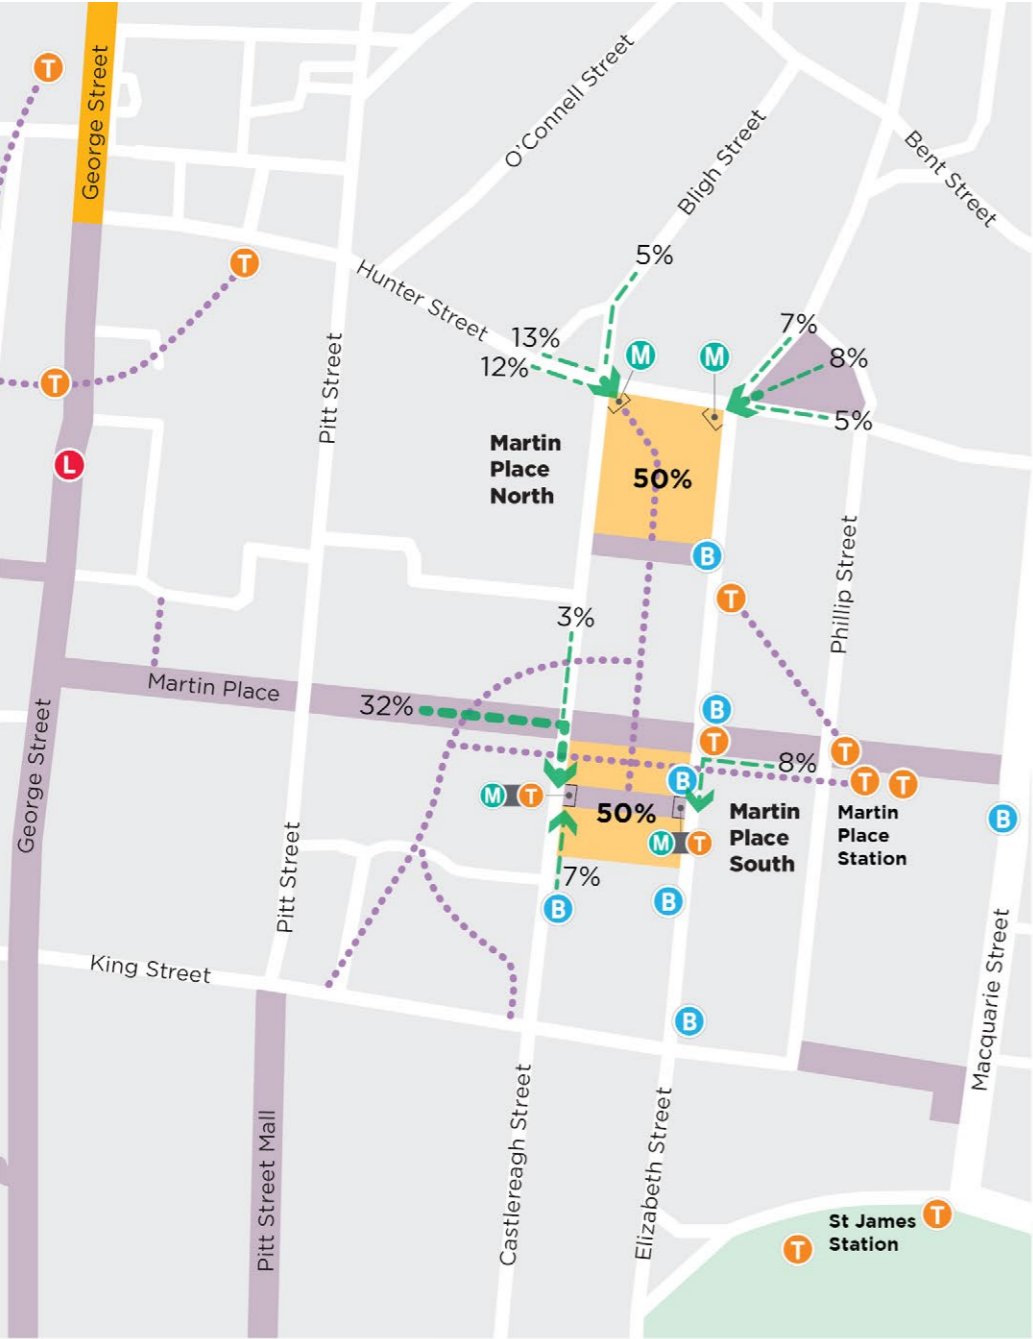 George Street
T
O'Connell Street
Bligh Street
Bent Street
T
5%
Hunter Street
7%
13%
M
M
8%
12%
T
Pitt Street
5%
L
Martin
Place
North
50%
B
T
Phillip Street
3%
Martin Place
32%
B
T
T
8%
B
T
T
M
T
George Street
50%
Martin
Place
South
Martin
Place
Station
B
M
T
Pitt Street
7%
B
B
King Street
Macquarie Street
B
Castlereagh Street
Elizabeth Street
Pitt Street Mall
St James
Station
T
T